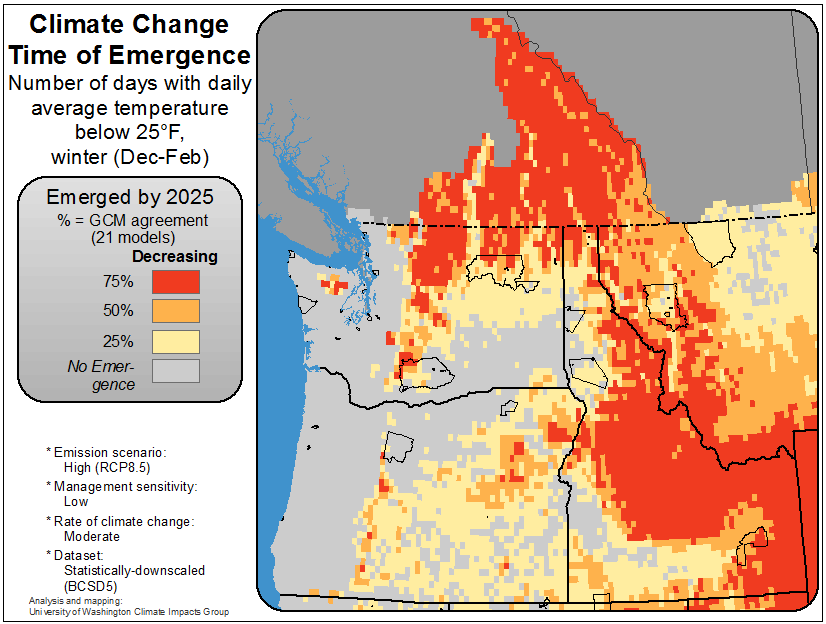 Climate Change
Time of Emergence
Number of days with daily
average temperature
below 25°F,
winter (Dec-Feb)
Emerged by 2025
% = GCM agreement
(21 models)
Decreasing
75%
50%
25%
No Emer-
gence
* Emission scenario:
High (RCP8.5)
* Management sensitivity:
Low
* Rate of climate change:
Moderate
* Dataset:
Statistically-downscaled
(BCSD5)
Analysis and mapping:
University of Washington Climate Impacts Group